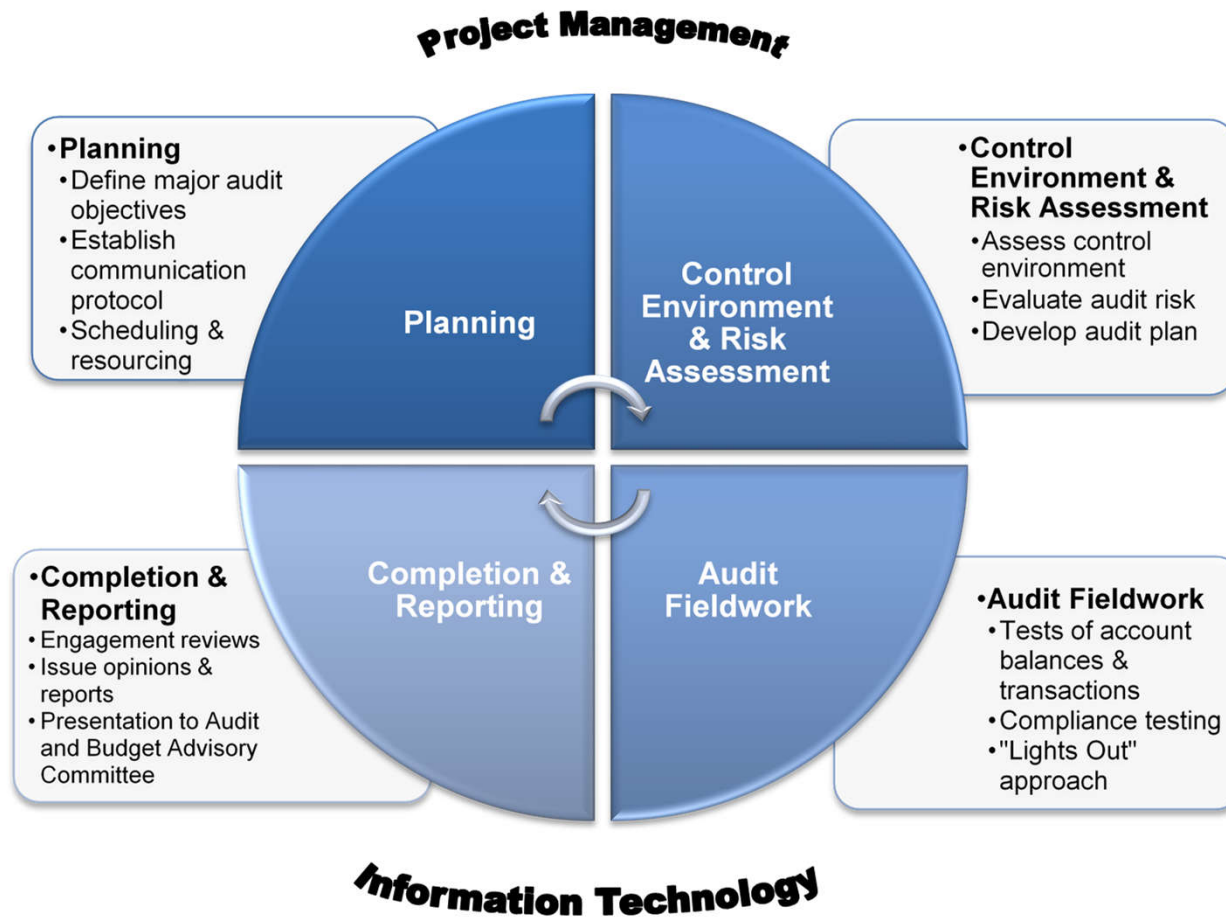 Project Management
•Planning
•Define major audit
objectives
•Establish
communication
protocol
•Scheduling &
resourcing
•Control
Environment &
Risk Assessment
•Assess control
environment
•Evaluate audit risk
•Develop audit plan
Planning
Control
Environment
& Risk
Assessment
Completion &
Reporting
Audit
Fieldwork
•Completion &
Reporting
•Engagement reviews
•Issue opinions &
reports
•Presentation to Audit
and Budget Advisory
Committee
•Audit Fieldwork
•Tests of account
balances &
transactions
•Compliance testing
•"Lights Out"
approach
Information Technology